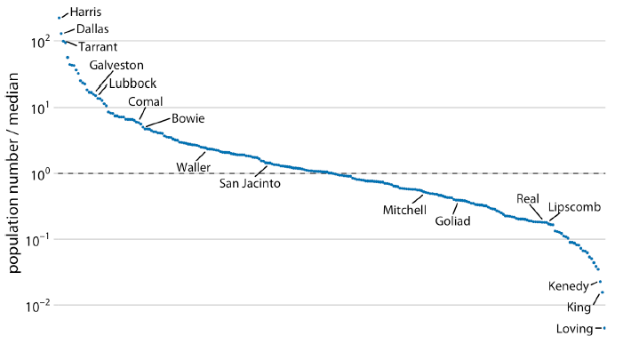 Harris
Dallas
Tarrant
Galveston
Lubbock
Comal
Bowie
Waller
San Jacinto
Mitchell
Goliad
Real
Lipscomb
Kenedy
King
Loving
10²
10¹
10⁰
10⁻¹
10⁻²
population number / median